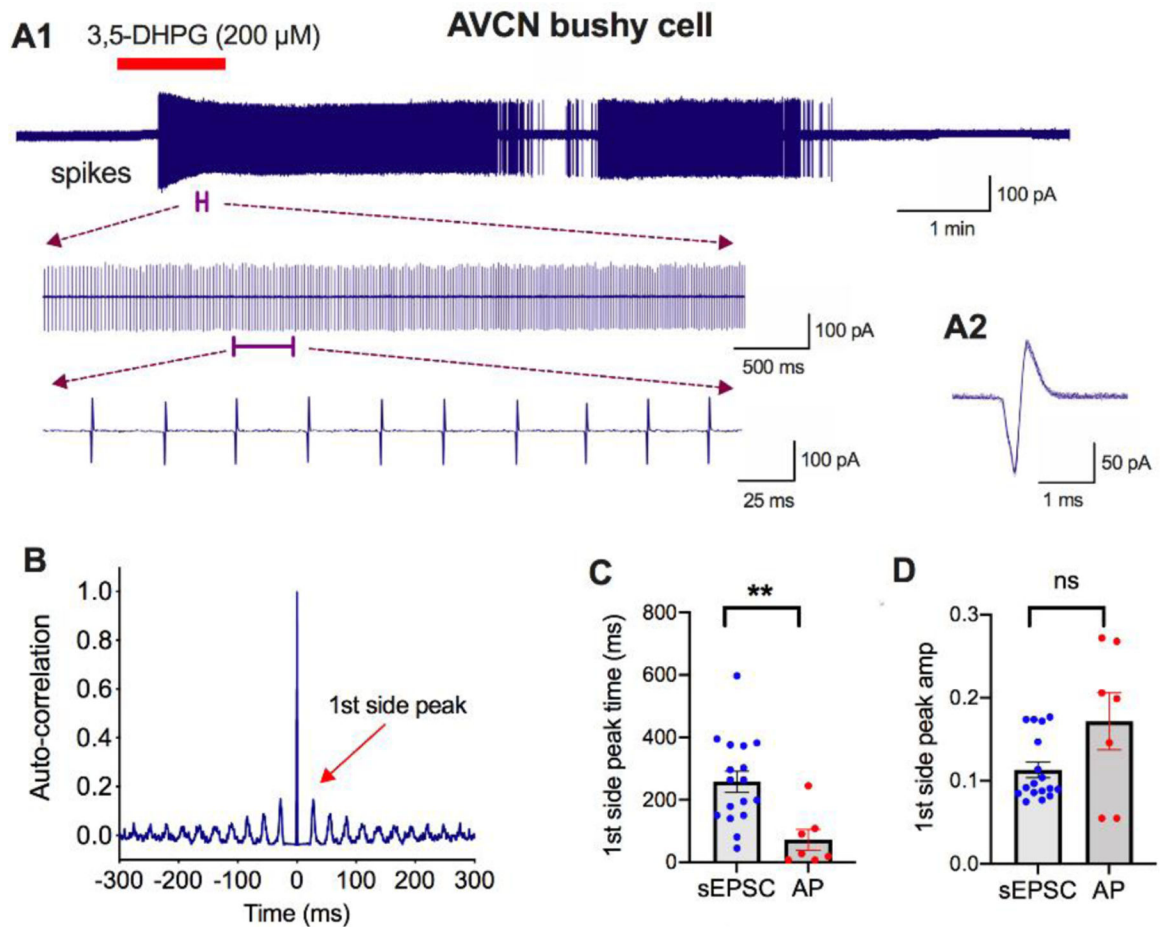 A1
3,5-DHPG (200 µM)
AVCN bushy cell
spikes
100 pA
1 min
100 pA
500 ms
A2
100 pA
25 ms
50 pA
1 ms
B
Auto-correlation
1.0
0.8
0.6
0.4
0.2
0.0
1st side peak
-300 -200 -100 0 100 200 300
Time (ms)
C
**
1st side peak time (ms)
800
600
400
200
0
sEPSC AP
D
ns
1st side peak amp
0.3
0.2
0.1
0.0
sEPSC AP